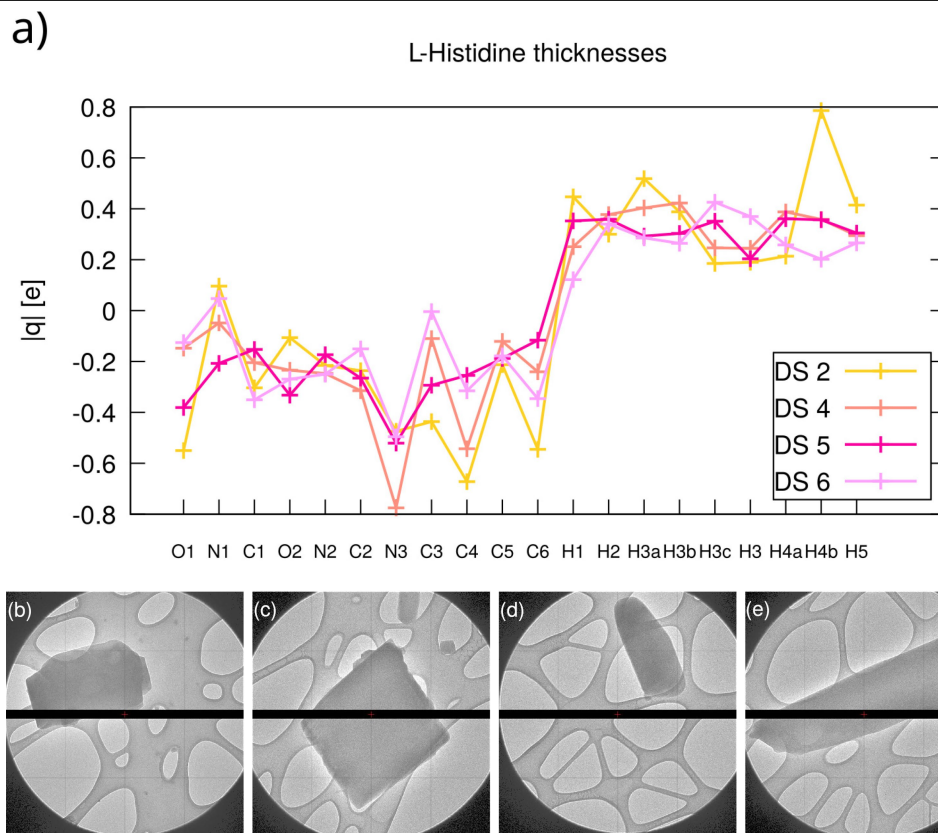 a)
L-Histidine thicknesses
|q| [e]
0.8
0.6
0.4
0.2
0
-0.2
-0.4
-0.6
-0.8
DS 2
DS 4
DS 5
DS 6
O1 N1 C1 O2 N2 C2 N3 C3 C4 C5 C6 H1 H2 H3a H3b H3c H3 H4a H4b H5
(b) (c) (d) (e)